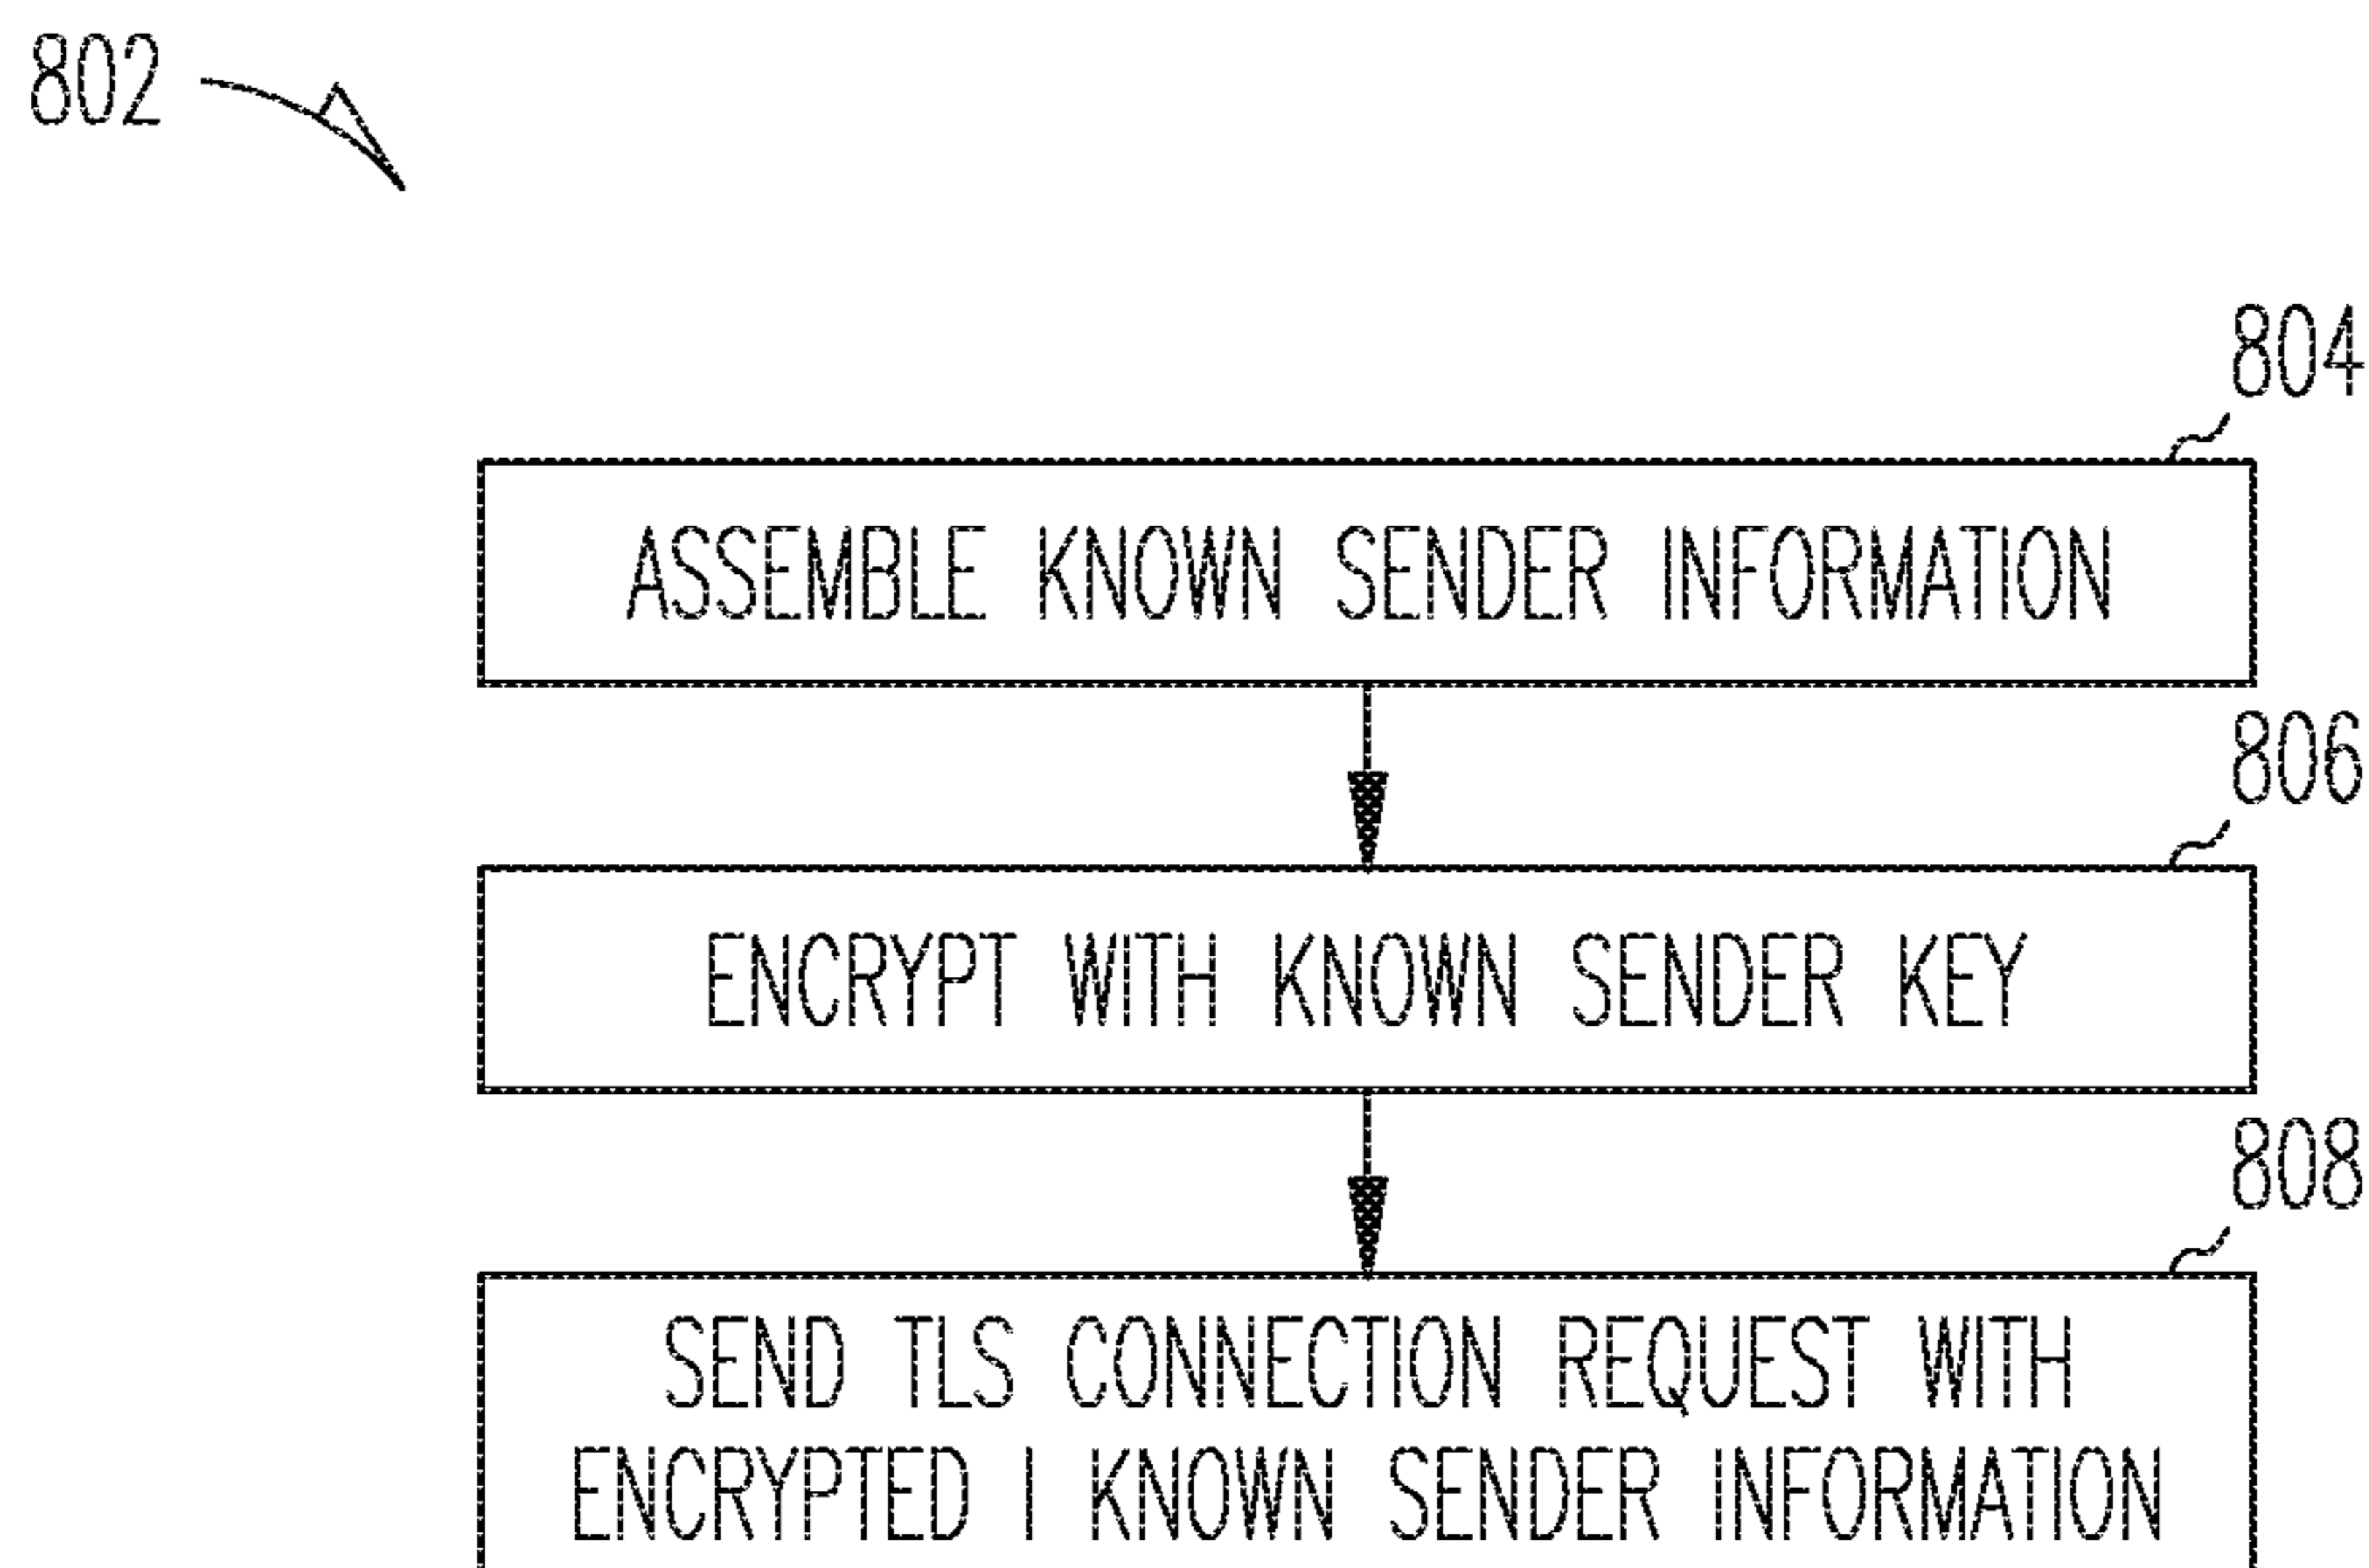 802
804
ASSEMBLE KNOWN SENDER INFORMATION
806
ENCRYPT WITH KNOWN SENDER KEY
808
SEND TLS CONNECTION REQUEST WITH
ENCRYPTED I KNOWN SENDER INFORMATION